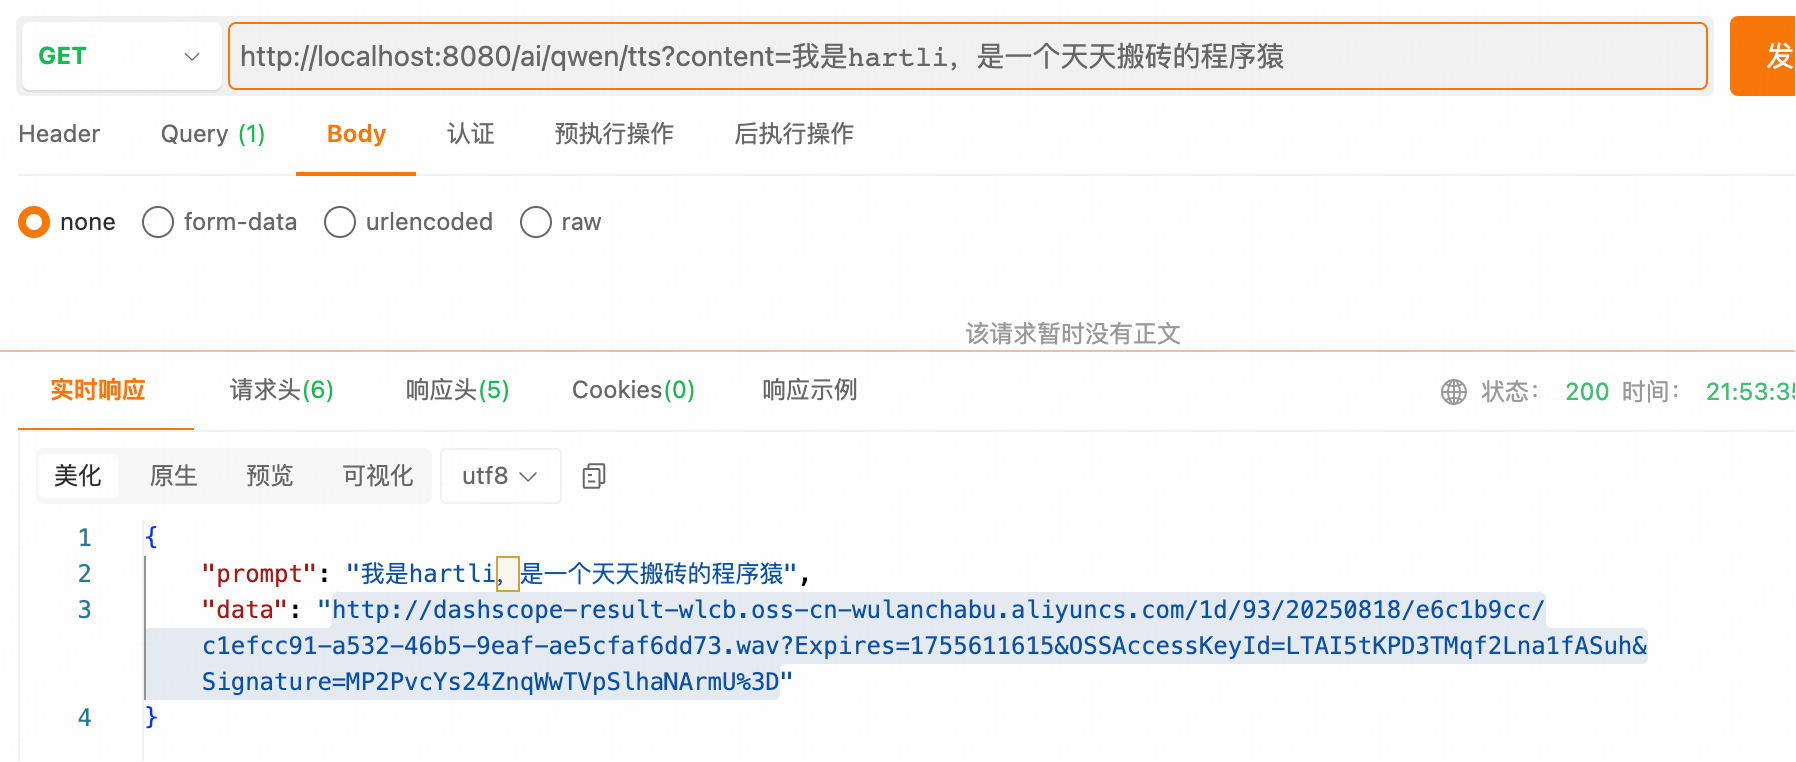 GET http://localhost:8080/ai/qwen/tts?content=我是hartli，是一个天天搬砖的程序猿 发
Header Query (1) Body 认证 预执行操作 后执行操作
none form-data urlencoded raw
该请求暂时没有正文
实时响应 请求头(6) 响应头(5) Cookies(0) 响应示例 状态： 200 时间： 21:53:35
美化 原生 预览 可视化 utf8
1 {
2 "prompt": "我是hartli，是一个天天搬砖的程序猿",
3 "data": "http://dashscope-result-wlcb.oss-cn-wulanchabu.aliyuncs.com/1d/93/20250818/e6c1b9cc/
c1efcc91-a532-46b5-9eaf-ae5cfaf6dd73.wav?Expires=1755611615&OSSAccessKeyId=LTAI5tKPD3TMqf2Lna1fASuh&
Signature=MP2PvcYs24ZnqWwTVpSlhaNArmU%3D"
4 }